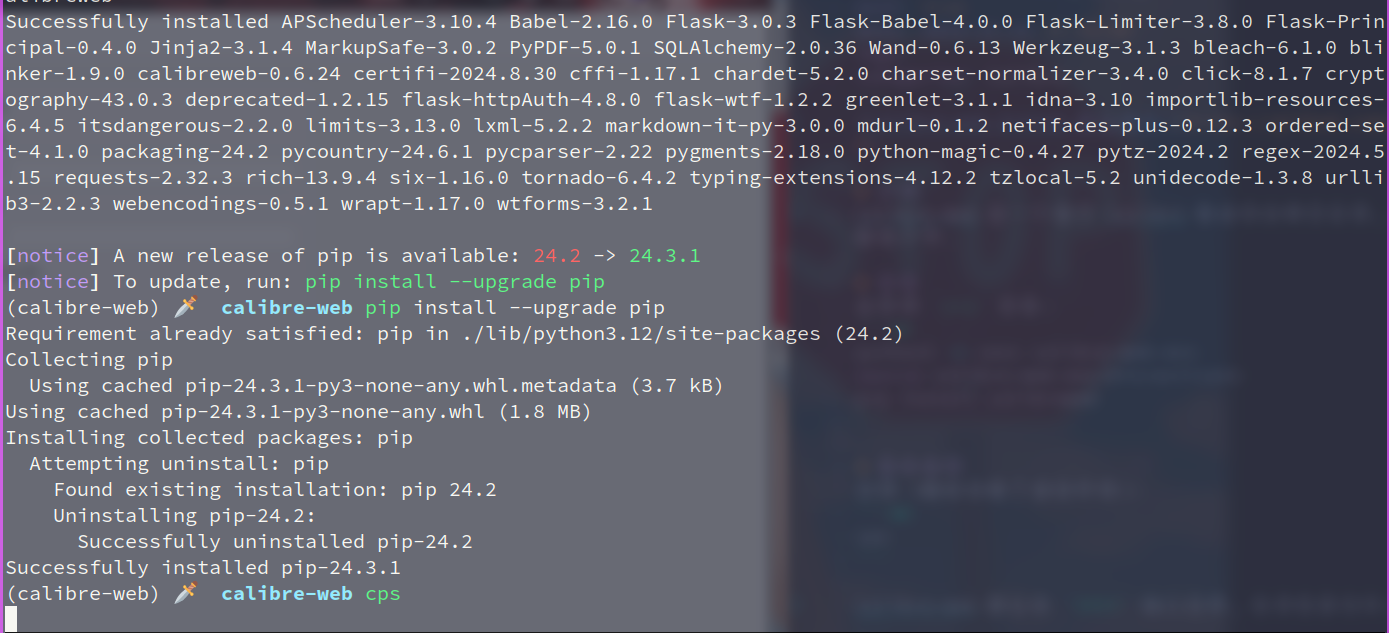 Successfully installed APScheduler-3.10.4 Babel-2.16.0 Flask-3.0.3 Flask-Babel-4.0.0 Flask-Limiter-3.8.0 Flask-Prin
cipal-0.4.0 Jinja2-3.1.4 MarkupSafe-3.0.2 PyPDF-5.0.1 SQLAlchemy-2.0.36 Wand-0.6.13 Werkzeug-3.1.3 bleach-6.1.0 bli
nker-1.9.0 calibreweb-0.6.24 certifi-2024.8.30 cffi-1.17.1 chardet-5.2.0 charset-normalizer-3.4.0 click-8.1.7 crypt
ography-43.0.3 deprecated-1.2.15 flask-httpAuth-4.8.0 flask-wtf-1.2.2 greenlet-3.1.1 idna-3.10 importlib-resources-
6.4.5 itsdangerous-2.2.0 limits-3.13.0 lxml-5.2.2 markdown-it-py-3.0.0 mdurl-0.1.2 netifaces-plus-0.12.3 ordered-se
t-4.1.0 packaging-24.2 pycountry-24.6.1 pycparser-2.22 pygments-2.18.0 python-magic-0.4.27 pytz-2024.2 regex-2024.5
.15 requests-2.32.3 rich-13.9.4 six-1.16.0 tornado-6.4.2 typing-extensions-4.12.2 tzlocal-5.2 unidecode-1.3.8 urlli
b3-2.2.3 webencodings-0.5.1 wrapt-1.17.0 wtforms-3.2.1
[notice] A new release of pip is available: 24.2 -> 24.3.1
[notice] To update, run: pip install --upgrade pip
(calibre-web) 🗡️ calibre-web pip install --upgrade pip
Requirement already satisfied: pip in ./lib/python3.12/site-packages (24.2)
Collecting pip
  Using cached pip-24.3.1-py3-none-any.whl.metadata (3.7 kB)
Using cached pip-24.3.1-py3-none-any.whl (1.8 MB)
Installing collected packages: pip
  Attempting uninstall: pip
    Found existing installation: pip 24.2
    Uninstalling pip-24.2:
      Successfully uninstalled pip-24.2
Successfully installed pip-24.3.1
(calibre-web) 🗡️ calibre-web cps